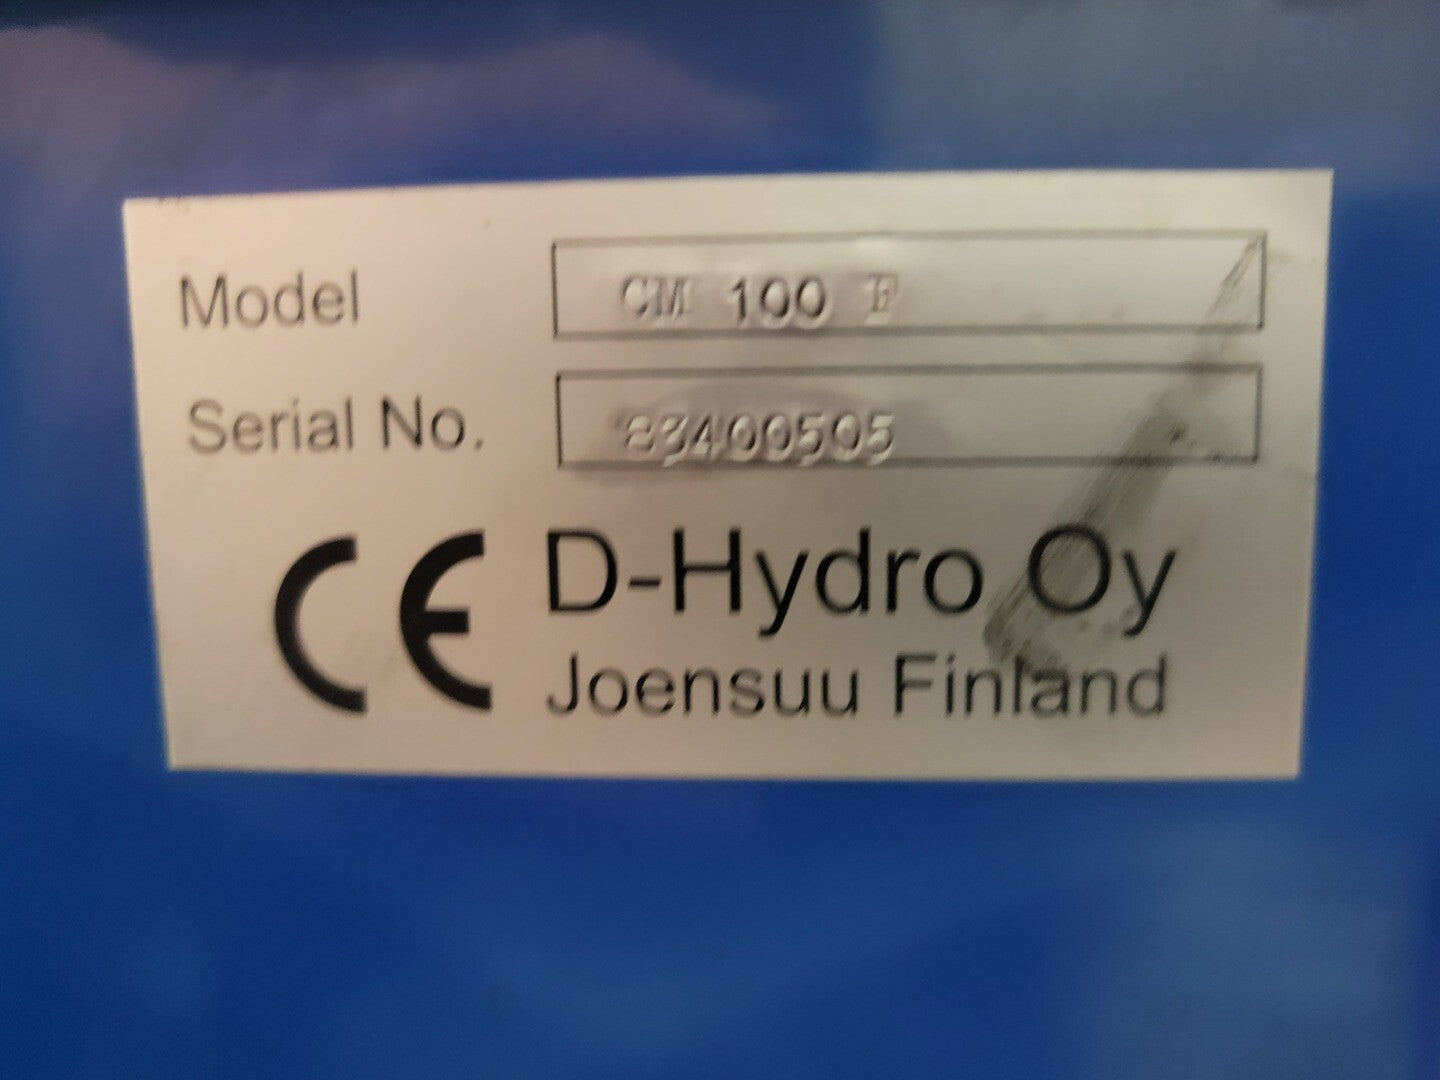 Model CM 100 F
Serial No. 83400505
CE D-Hydro Oy
Joensuu Finland